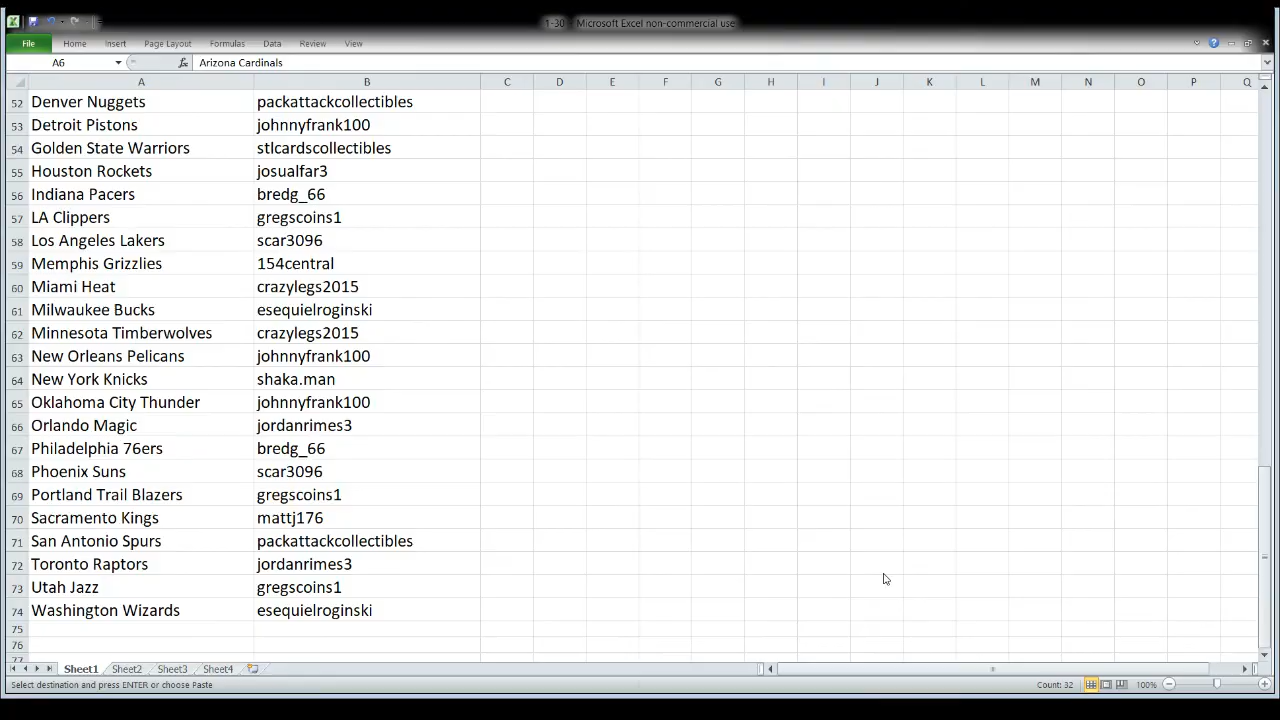 1-30 - Microsoft Excel non-commercial use
File Home Insert Page Layout Formulas Data Review View
A6 fx Arizona Cardinals
A B C D E F G H I J K L M N O P Q
52 Denver Nuggets packattackcollectibles
53 Detroit Pistons johnnyfrank100
54 Golden State Warriors stlcardscollectibles
55 Houston Rockets josualfar3
56 Indiana Pacers bredg_66
57 LA Clippers gregscoins1
58 Los Angeles Lakers scar3096
59 Memphis Grizzlies 154central
60 Miami Heat crazylegs2015
61 Milwaukee Bucks esequielroginski
62 Minnesota Timberwolves crazylegs2015
63 New Orleans Pelicans johnnyfrank100
64 New York Knicks shaka.man
65 Oklahoma City Thunder johnnyfrank100
66 Orlando Magic jordanrimes3
67 Philadelphia 76ers bredg_66
68 Phoenix Suns scar3096
69 Portland Trail Blazers gregscoins1
70 Sacramento Kings mattj176
71 San Antonio Spurs packattackcollectibles
72 Toronto Raptors jordanrimes3
73 Utah Jazz gregscoins1
74 Washington Wizards esequielroginski
75
76
77
Sheet1 Sheet2 Sheet3 Sheet4
Select destination and press ENTER or choose Paste Count: 32 100%